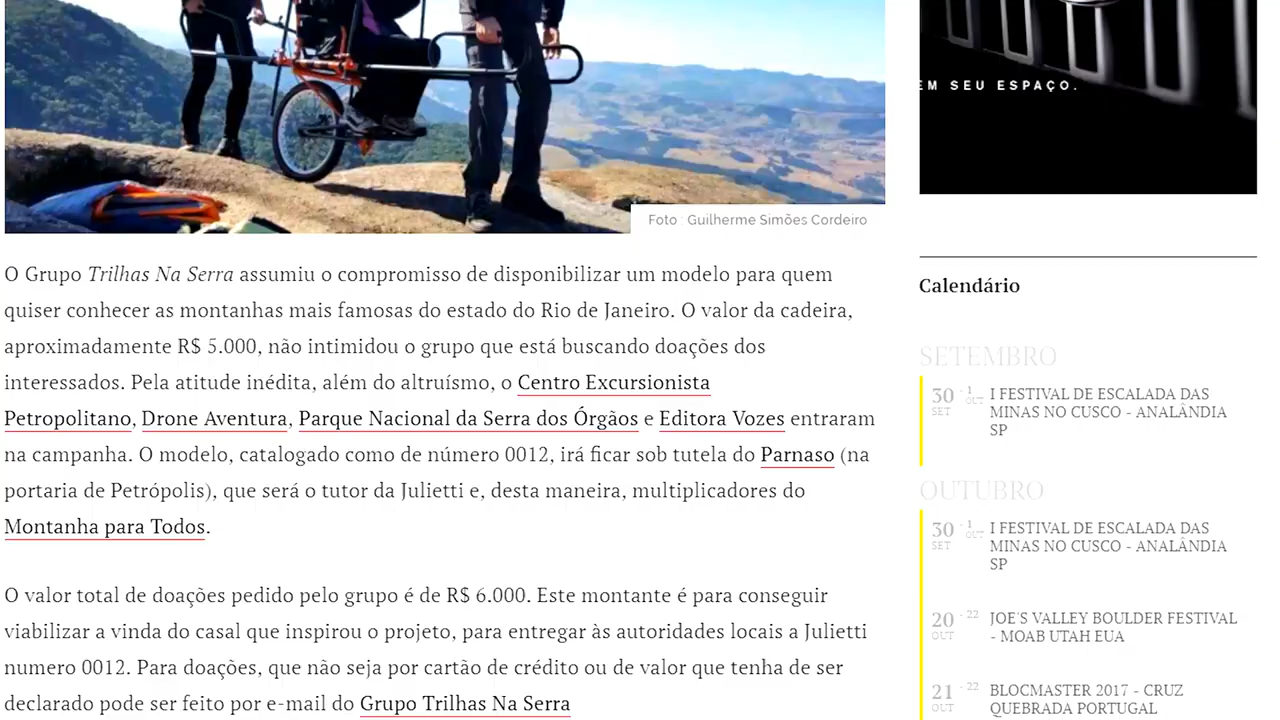 EM SEU ESPAÇO.
Foto : Guilherme Simões Cordeiro
O Grupo Trilhas Na Serra assumiu o compromisso de disponibilizar um modelo para quem
quiser conhecer as montanhas mais famosas do estado do Rio de Janeiro. O valor da cadeira,
aproximadamente R$ 5.000, não intimidou o grupo que está buscando doações dos
interessados. Pela atitude inédita, além do altruísmo, o Centro Excursionista
Petropolitano, Drone Aventura, Parque Nacional da Serra dos Órgãos e Editora Vozes entraram
na campanha. O modelo, catalogado como de número 0012, irá ficar sob tutela do Parnaso (na
portaria de Petrópolis), que será o tutor da Julietti e, desta maneira, multiplicadores do
Montanha para Todos.
O valor total de doações pedido pelo grupo é de R$ 6.000. Este montante é para conseguir
viabilizar a vinda do casal que inspirou o projeto, para entregar às autoridades locais a Julietti
numero 0012. Para doações, que não seja por cartão de crédito ou de valor que tenha de ser
declarado pode ser feito por e-mail do Grupo Trilhas Na Serra
Calendário
SETEMBRO
30 SET - 1 OUT I FESTIVAL DE ESCALADA DAS
MINAS NO CUSCO - ANALÂNDIA
SP
OUTUBRO
30 SET - 1 OUT I FESTIVAL DE ESCALADA DAS
MINAS NO CUSCO - ANALÂNDIA
SP
20 OUT - 22 JOE'S VALLEY BOULDER FESTIVAL
- MOAB UTAH EUA
21 OUT - 22 BLOCMASTER 2017 - CRUZ
QUEBRADA PORTUGAL